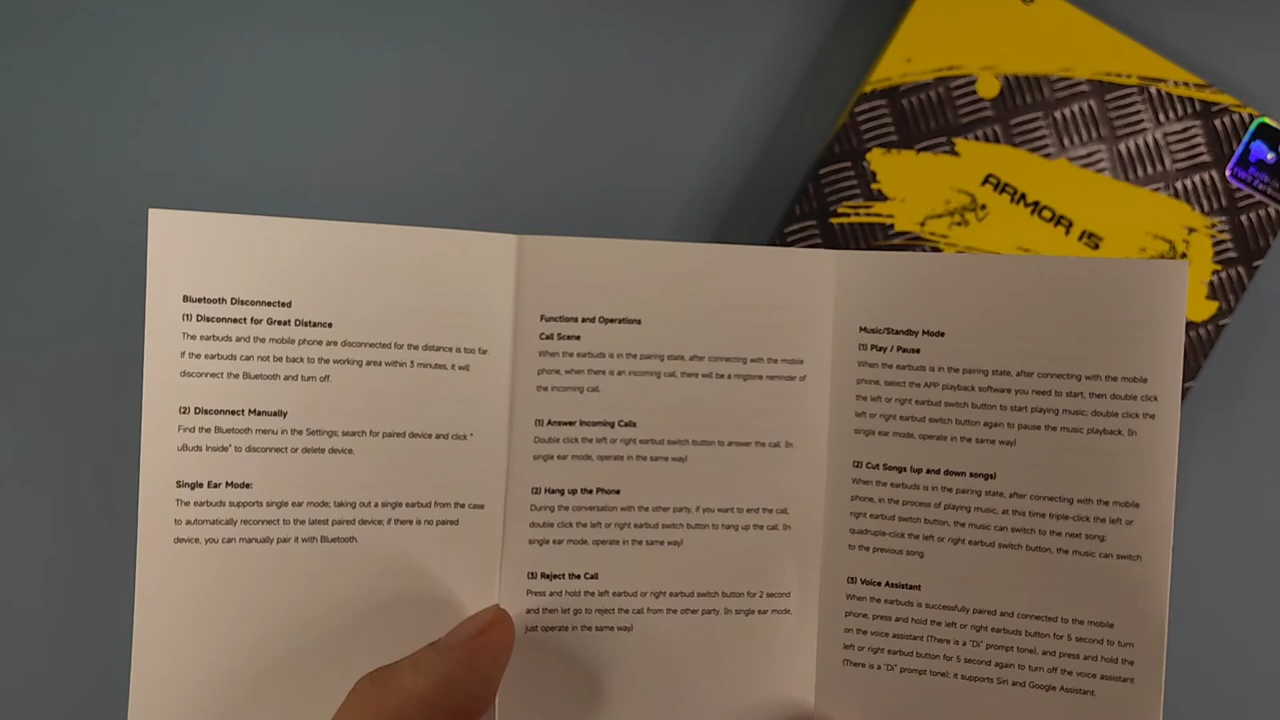 ARMOR 15
Bluetooth Disconnected
(1) Disconnect for Great Distance
The earbuds and the mobile phone are disconnected for the distance is too far.
If the earbuds can not be back to the working area within 3 minutes, it will
disconnect the Bluetooth and turn off.
(2) Disconnect Manually
Find the Bluetooth menu in the Settings; search for paired device and click "
uBuds Inside" to disconnect or delete device.
Single Ear Mode:
The earbuds supports single ear mode; taking out a single earbud from the case
to automatically reconnect to the latest paired device; if there is no paired
device, you can manually pair it with Bluetooth.
Functions and Operations
Call Scene
When the earbuds is in the pairing state, after connecting with the mobile
phone, when there is an incoming call, there will be a ringtone reminder of
the incoming call.
(1) Answer Incoming Calls
Double click the left or right earbud switch button to answer the call. (In
single ear mode, operate in the same way)
(2) Hang up the Phone
During the conversation with the other party, if you want to end the call,
double click the left or right earbud switch button to hang up the call. (In
single ear mode, operate in the same way)
(3) Reject the Call
Press and hold the left earbud or right earbud switch button for 2 second
and then let go to reject the call from the other party. (In single ear mode,
just operate in the same way)
Music/Standby Mode
(1) Play / Pause
When the earbuds is in the pairing state, after connecting with the mobile
phone, select the APP playback software you need to start, then double click
the left or right earbud switch button to start playing music; double click the
left or right earbud switch button again to pause the music playback. (In
single ear mode, operate in the same way)
(2) Cut Songs (up and down songs)
When the earbuds is in the pairing state, after connecting with the mobile
phone, in the process of playing music, at this time triple-click the left or
right earbud switch button, the music can switch to the next song;
quadruple-click the left or right earbud switch button, the music can switch
to the previous song.
(3) Voice Assistant
When the earbuds is successfully paired and connected to the mobile
phone, press and hold the left or right earbuds button for 5 second to turn
on the voice assistant (There is a "Di" prompt tone), and press and hold the
left or right earbud button for 5 second again to turn off the voice assistant
(There is a "Di" prompt tone); it supports Siri and Google Assistant.